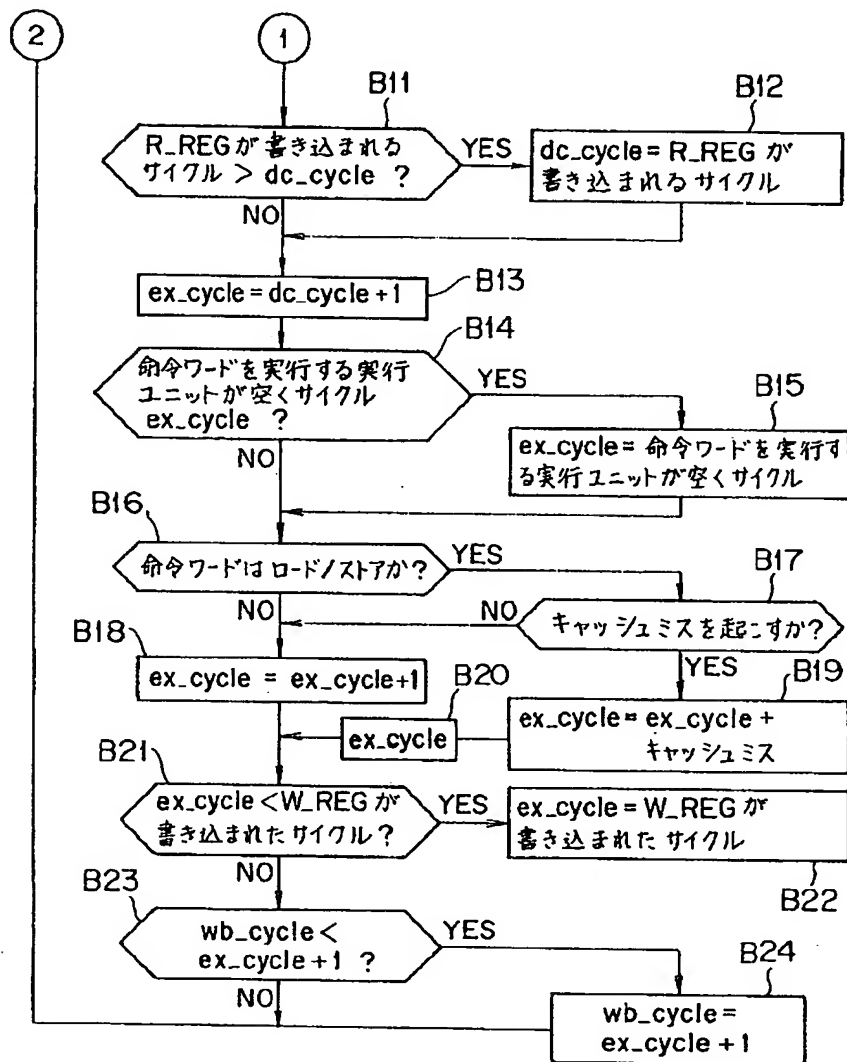 2
1
B11
R_REGが書き込まれる
サイクル > dc_cycle ?
YES
NO
B12
dc_cycle = R_REG が
書き込まれるサイクル
ex_cycle = dc_cycle +1
B13
B14
命令ワードを実行する実行
ユニットが空くサイクル
ex_cycle ?
YES
NO
B15
ex_cycle = 命令ワードを実行す
る実行ユニットが空くサイクル
B16
命令ワードは ロード/ストアか?
YES
NO
B17
キャッシュミスを起こすか?
NO
YES
B18
ex_cycle = ex_cycle+1
B19
ex_cycle = ex_cycle +
キャッシュミス
B20
ex_cycle
B21
ex_cycle < W_REG が
書き込まれたサイクル?
YES
NO
ex_cycle = W_REG が
書き込まれた サイクル
B22
B23
wb_cycle <
ex_cycle +1 ?
YES
NO
B24
wb_cycle =
ex_cycle +1